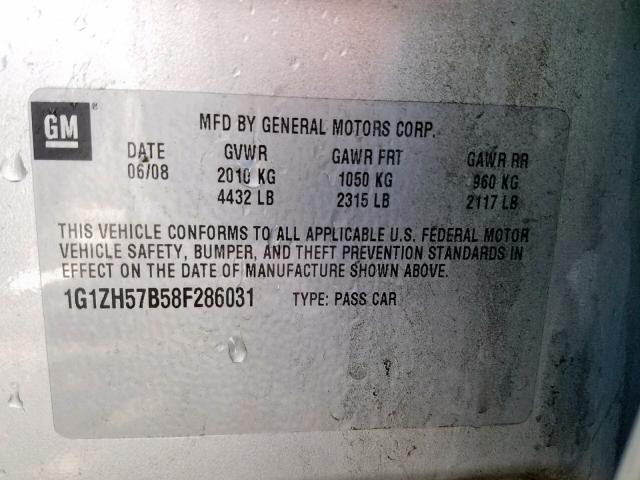 GM ®
MFD BY GENERAL MOTORS CORP.
DATE GVWR GAWR FRT GAWR RR
06/08 2010 KG 1050 KG 960 KG
4432 LB 2315 LB 2117 LB
THIS VEHICLE CONFORMS TO ALL APPLICABLE U.S. FEDERAL MOTOR
VEHICLE SAFETY, BUMPER, AND THEFT PREVENTION STANDARDS IN
EFFECT ON THE DATE OF MANUFACTURE SHOWN ABOVE.
1G1ZH57B58F286031 TYPE: PASS CAR